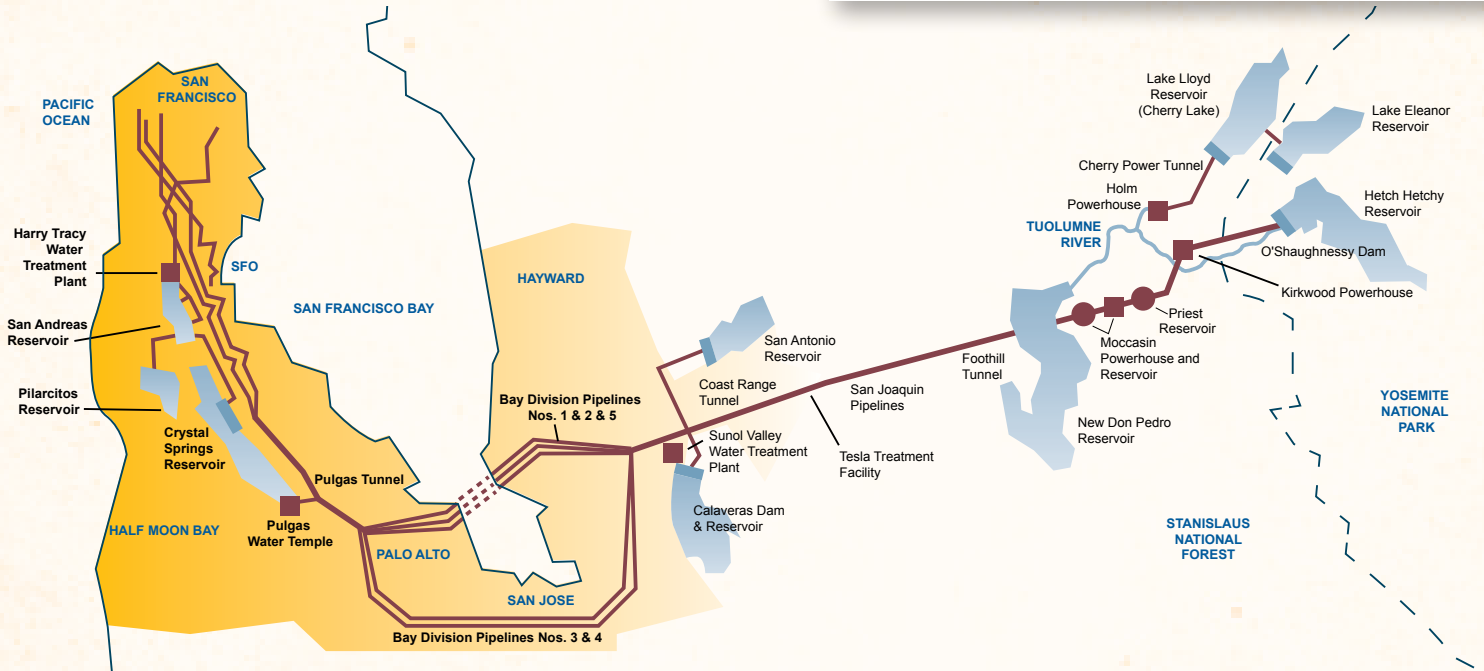 PACIFIC
OCEAN
SAN
FRANCISCO
Harry Tracy
Water
Treatment
Plant
SFO
San Andreas
Reservoir
Pilarcitos
Reservoir
Crystal
Springs
Reservoir
HALF MOON BAY
Pulgas
Water Temple
Pulgas Tunnel
SAN FRANCISCO BAY
PALO ALTO
SAN JOSE
HAYWARD
Bay Division Pipelines
Nos. 1 & 2 & 5
Bay Division Pipelines Nos. 3 & 4
San Antonio
Reservoir
Coast Range
Tunnel
Sunol Valley
Water Treatment
Plant
Calaveras Dam
& Reservoir
San Joaquin
Pipelines
Tesla Treatment
Facility
Foothill
Tunnel
New Don Pedro
Reservoir
Moccasin
Powerhouse and
Reservoir
Priest
Reservoir
TUOLUMNE
RIVER
Holm
Powerhouse
Cherry Power Tunnel
Lake Lloyd
Reservoir
(Cherry Lake)
Lake Eleanor
Reservoir
Hetch Hetchy
Reservoir
O'Shaughnessy Dam
Kirkwood Powerhouse
YOSEMITE
NATIONAL
PARK
STANISLAUS
NATIONAL
FOREST